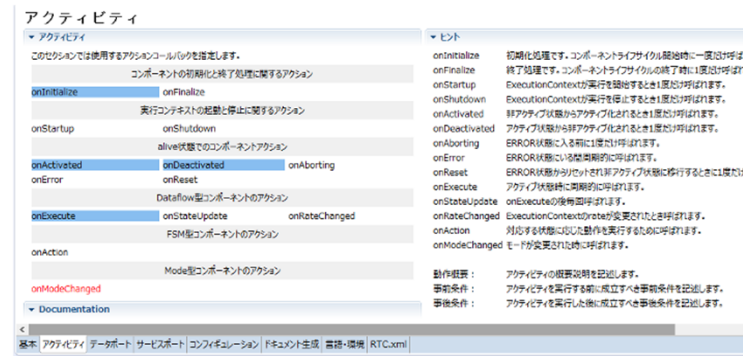 アクティビティ
アクティビティ
このセクションでは使用するアクションコールバックを指定します。
コンポーネントの初期化と終了処理に関するアクション
onInitialize onFinalize
実行コンテキストの起動と停止に関するアクション
onStartup onShutdown
alive状態でのコンポーネントアクション
onActivated onDeactivated onAborting
onError onReset
Dataflow型コンポーネントのアクション
onExecute onStateUpdate onRateChanged
FSM型コンポーネントのアクション
onAction
Mode型コンポーネントのアクション
onModeChanged
Documentation
ヒント
onInitialize 初期化処理です。コンポーネントライフサイクル開始時に一度だけ呼ば
onFinalize 終了処理です。コンポーネントライフサイクルの終了時に1度だけ呼ばれ
onStartup ExecutionContextが実行を開始するとき1度だけ呼ばれます。
onShutdown ExecutionContextが実行を停止するとき1度だけ呼ばれます。
onActivated 非アクティブ状態からアクティブ化されるとき1度だけ呼ばれます。
onDeactivated アクティブ状態から非アクティブ化されるとき1度だけ呼ばれます。
onAborting ERROR状態に入る前に1度だけ呼ばれます。
onError ERROR状態にいる間周期的に呼ばれます。
onReset ERROR状態からリセットされ非アクティブ状態に移行するときに1度だけ
onExecute アクティブ状態時に周期的に呼ばれます。
onStateUpdate onExecuteの後毎回呼ばれます。
onRateChanged ExecutionContextのrateが変更されたとき呼ばれます。
onAction 対応する状態に応じた動作を実行するために呼ばれます。
onModeChanged モードが変更された時に呼ばれます。
動作概要： アクティビティの概要説明を記述します。
事前条件： アクティビティを実行する前に成立すべき事前条件を記述します。
事後条件： アクティビティを実行した後に成立すべき事後条件を記述します。
基本 アクティビティ データポート サービスポート コンフィギュレーション ドキュメント生成 言語・環境 RTC.xml